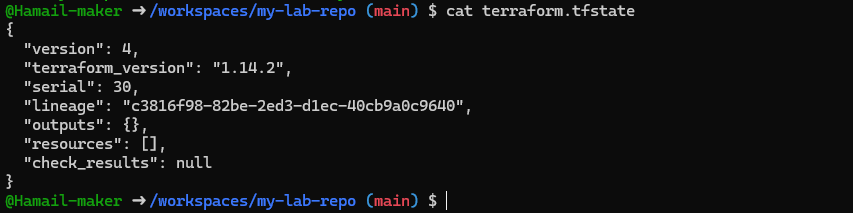 @Hamail-maker ➜/workspaces/my-lab-repo (main) $ cat terraform.tfstate
{
  "version": 4,
  "terraform_version": "1.14.2",
  "serial": 30,
  "lineage": "c3816f98-82be-2ed3-d1ec-40cb9a0c9640",
  "outputs": {},
  "resources": [],
  "check_results": null
}
@Hamail-maker ➜/workspaces/my-lab-repo (main) $